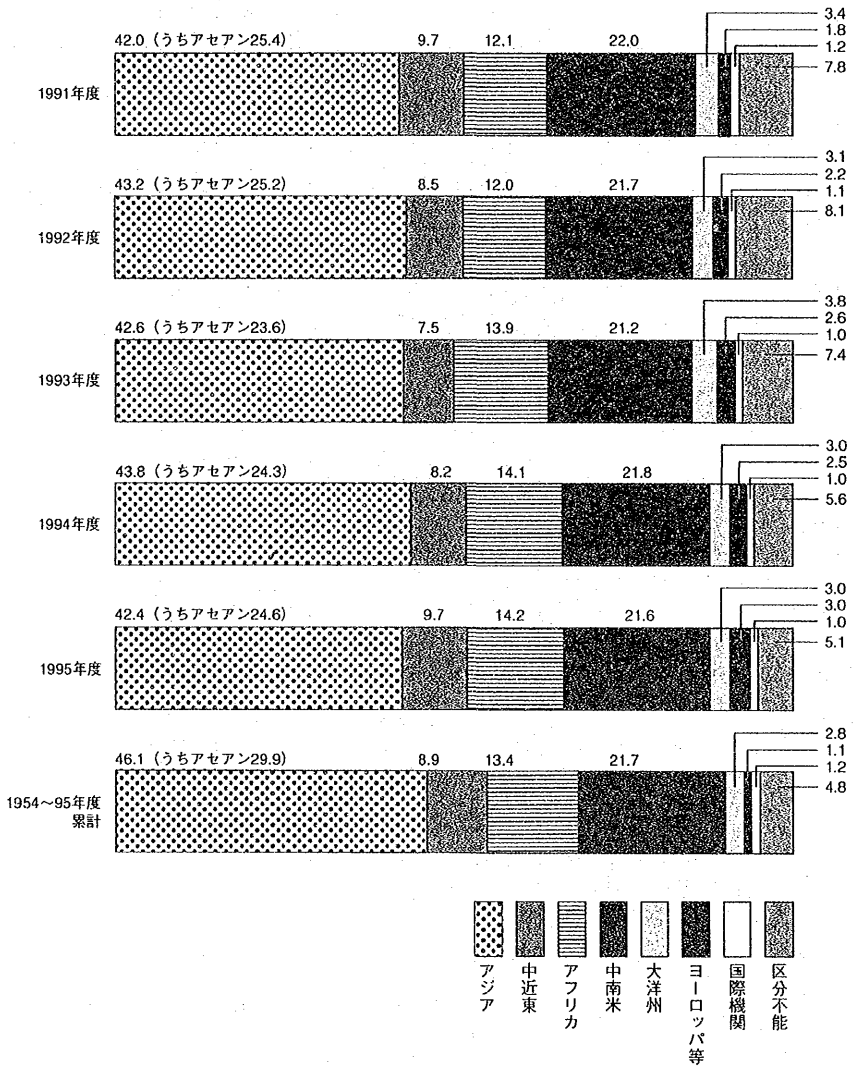 42.0 (うちアセアン25.4) 9.7 12.1 22.0 3.4
1.8
1.2
7.8
1991年度
43.2 (うちアセアン25.2) 8.5 12.0 21.7 3.1
2.2
1.1
8.1
1992年度
42.6 (うちアセアン23.6) 7.5 13.9 21.2 3.8
2.6
1.0
7.4
1993年度
43.8 (うちアセアン24.3) 8.2 14.1 21.8 3.0
2.5
1.0
5.6
1994年度
42.4 (うちアセアン24.6) 9.7 14.2 21.6 3.0
3.0
1.0
5.1
1995年度
46.1 (うちアセアン29.9) 8.9 13.4 21.7 2.8
1.1
1.2
4.8
1954〜95年度
累計
アジア
中近東
アフリカ
中南米
大洋州
ヨーロッパ等
国際機関
区分不能